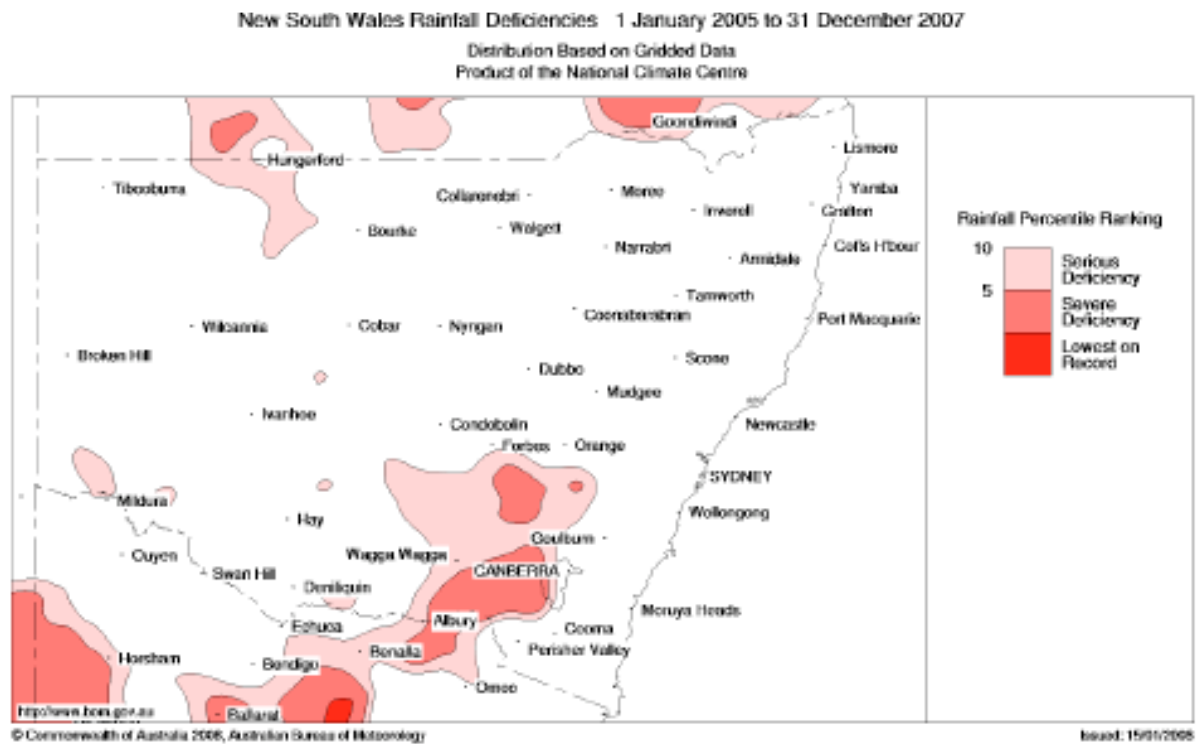 New South Wales Rainfall Deficiencies 1 January 2005 to 31 December 2007
Distribution Based on Gridded Data
Product of the National Climate Centre
Goondiwindi
Lismore
Hungerford
Tibooburra
Collarenebri
Moree
Yamba
Inverell
Grafton
Bourke
Walgett
Rainfall Percentile Ranking
Narrabri
Coffs H'bour
10
Armidale
Serious
Deficiency
5
Tamworth
Severe
Deficiency
Coonabarabran
Port Macquarie
Wilcannia
Cobar
Nyngan
Lowest on
Record
Broken Hill
Scone
Dubbo
Mudgee
Ivanhoe
Condobolin
Newcastle
Forbes
Orange
SYDNEY
Mildura
Wollongong
Hay
Goulburn
Ouyen
Wagga Wagga
CANBERRA
Swan Hill
Deniliquin
Moruya Heads
Albury
Echuca
Cooma
Benalla
Perisher Valley
Horsham
Bendigo
Omeo
http://www.bom.gov.au
Ballarat
© Commonwealth of Australia 2008, Australian Bureau of Meteorology
Issued: 15/01/2008